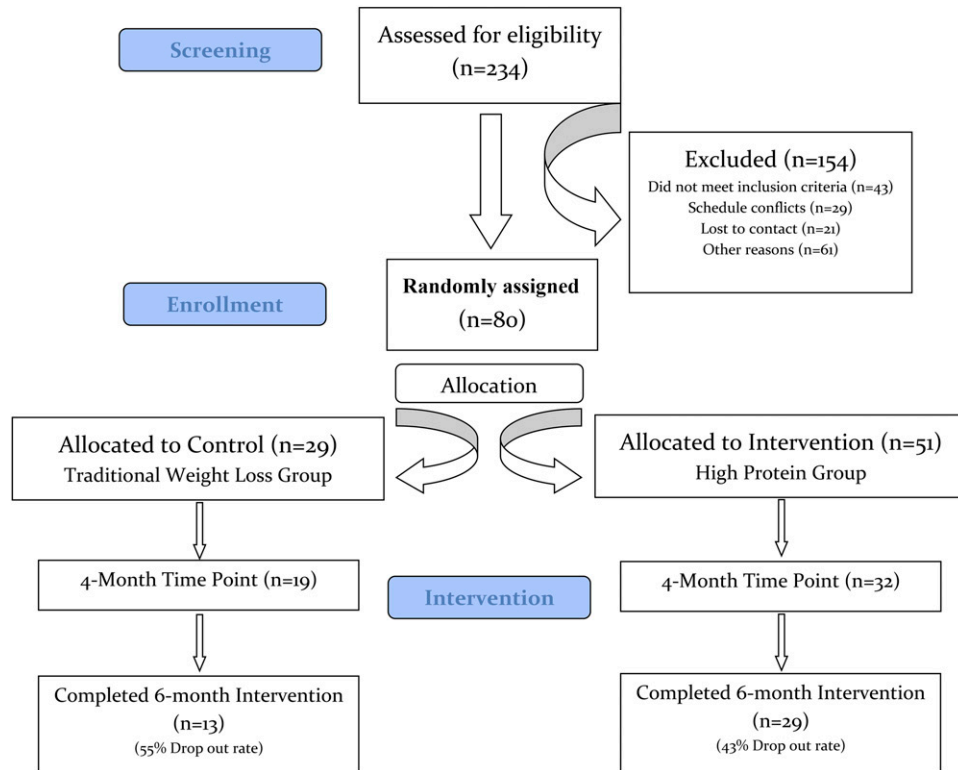 Screening
Assessed for eligibility
(n=234)
Excluded (n=154)
Did not meet inclusion criteria (n=43)
Schedule conflicts (n=29)
Lost to contact (n=21)
Other reasons (n=61)
Enrollment
Randomly assigned
(n=80)
Allocation
Allocated to Control (n=29)
Traditional Weight Loss Group
Allocated to Intervention (n=51)
High Protein Group
4-Month Time Point (n=19)
Intervention
4-Month Time Point (n=32)
Completed 6-month Intervention
(n=13)
(55% Drop out rate)
Completed 6-month Intervention
(n=29)
(43% Drop out rate)